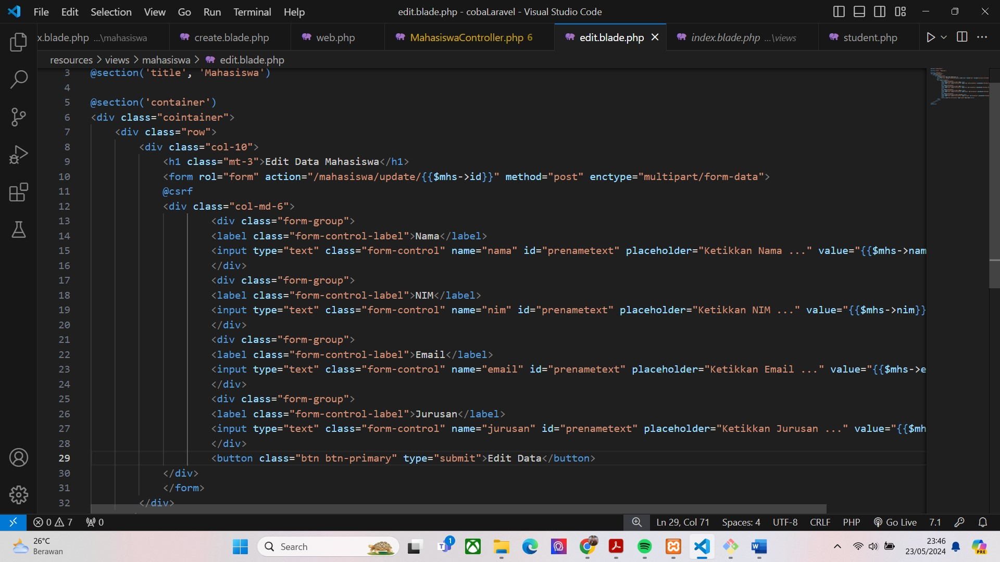 File Edit Selection View Go Run Terminal Help edit.blade.php - cobaLaravel - Visual Studio Code
x.blade.php ...\mahasiswa create.blade.php web.php MahasiswaController.php 6 edit.blade.php index.blade.php ...\views student.php
resources > views > mahasiswa > edit.blade.php
3 @section('title', 'Mahasiswa')
4
5 @section('container')
6 <div class="cointainer">
7 <div class="row">
8 <div class="col-10">
9 <h1 class="mt-3">Edit Data Mahasiswa</h1>
10 <form rol="form" action="/mahasiswa/update/{{$mhs->id}}" method="post" enctype="multipart/form-data">
11 @csrf
12 <div class="col-md-6">
13 <div class="form-group">
14 <label class="form-control-label">Nama</label>
15 <input type="text" class="form-control" name="nama" id="prenametext" placeholder="Ketikkan Nama ..." value="{{$mhs->nam
16 </div>
17 <div class="form-group">
18 <label class="form-control-label">NIM</label>
19 <input type="text" class="form-control" name="nim" id="prenametext" placeholder="Ketikkan NIM ..." value="{{$mhs->nim}}
20 </div>
21 <div class="form-group">
22 <label class="form-control-label">Email</label>
23 <input type="text" class="form-control" name="email" id="prenametext" placeholder="Ketikkan Email ..." value="{{$mhs->e
24 </div>
25 <div class="form-group">
26 <label class="form-control-label">Jurusan</label>
27 <input type="text" class="form-control" name="jurusan" id="prenametext" placeholder="Ketikkan Jurusan ..." value="{{$mh
28 </div>
29 <button class="btn btn-primary" type="submit">Edit Data</button>
30 </div>
31 </form>
32 </div>
0 7 0 Ln 29, Col 71 Spaces: 4 UTF-8 CRLF PHP Go Live 7.1
26°C
Berawan
Search
1
PRE
23:46
23/05/2024